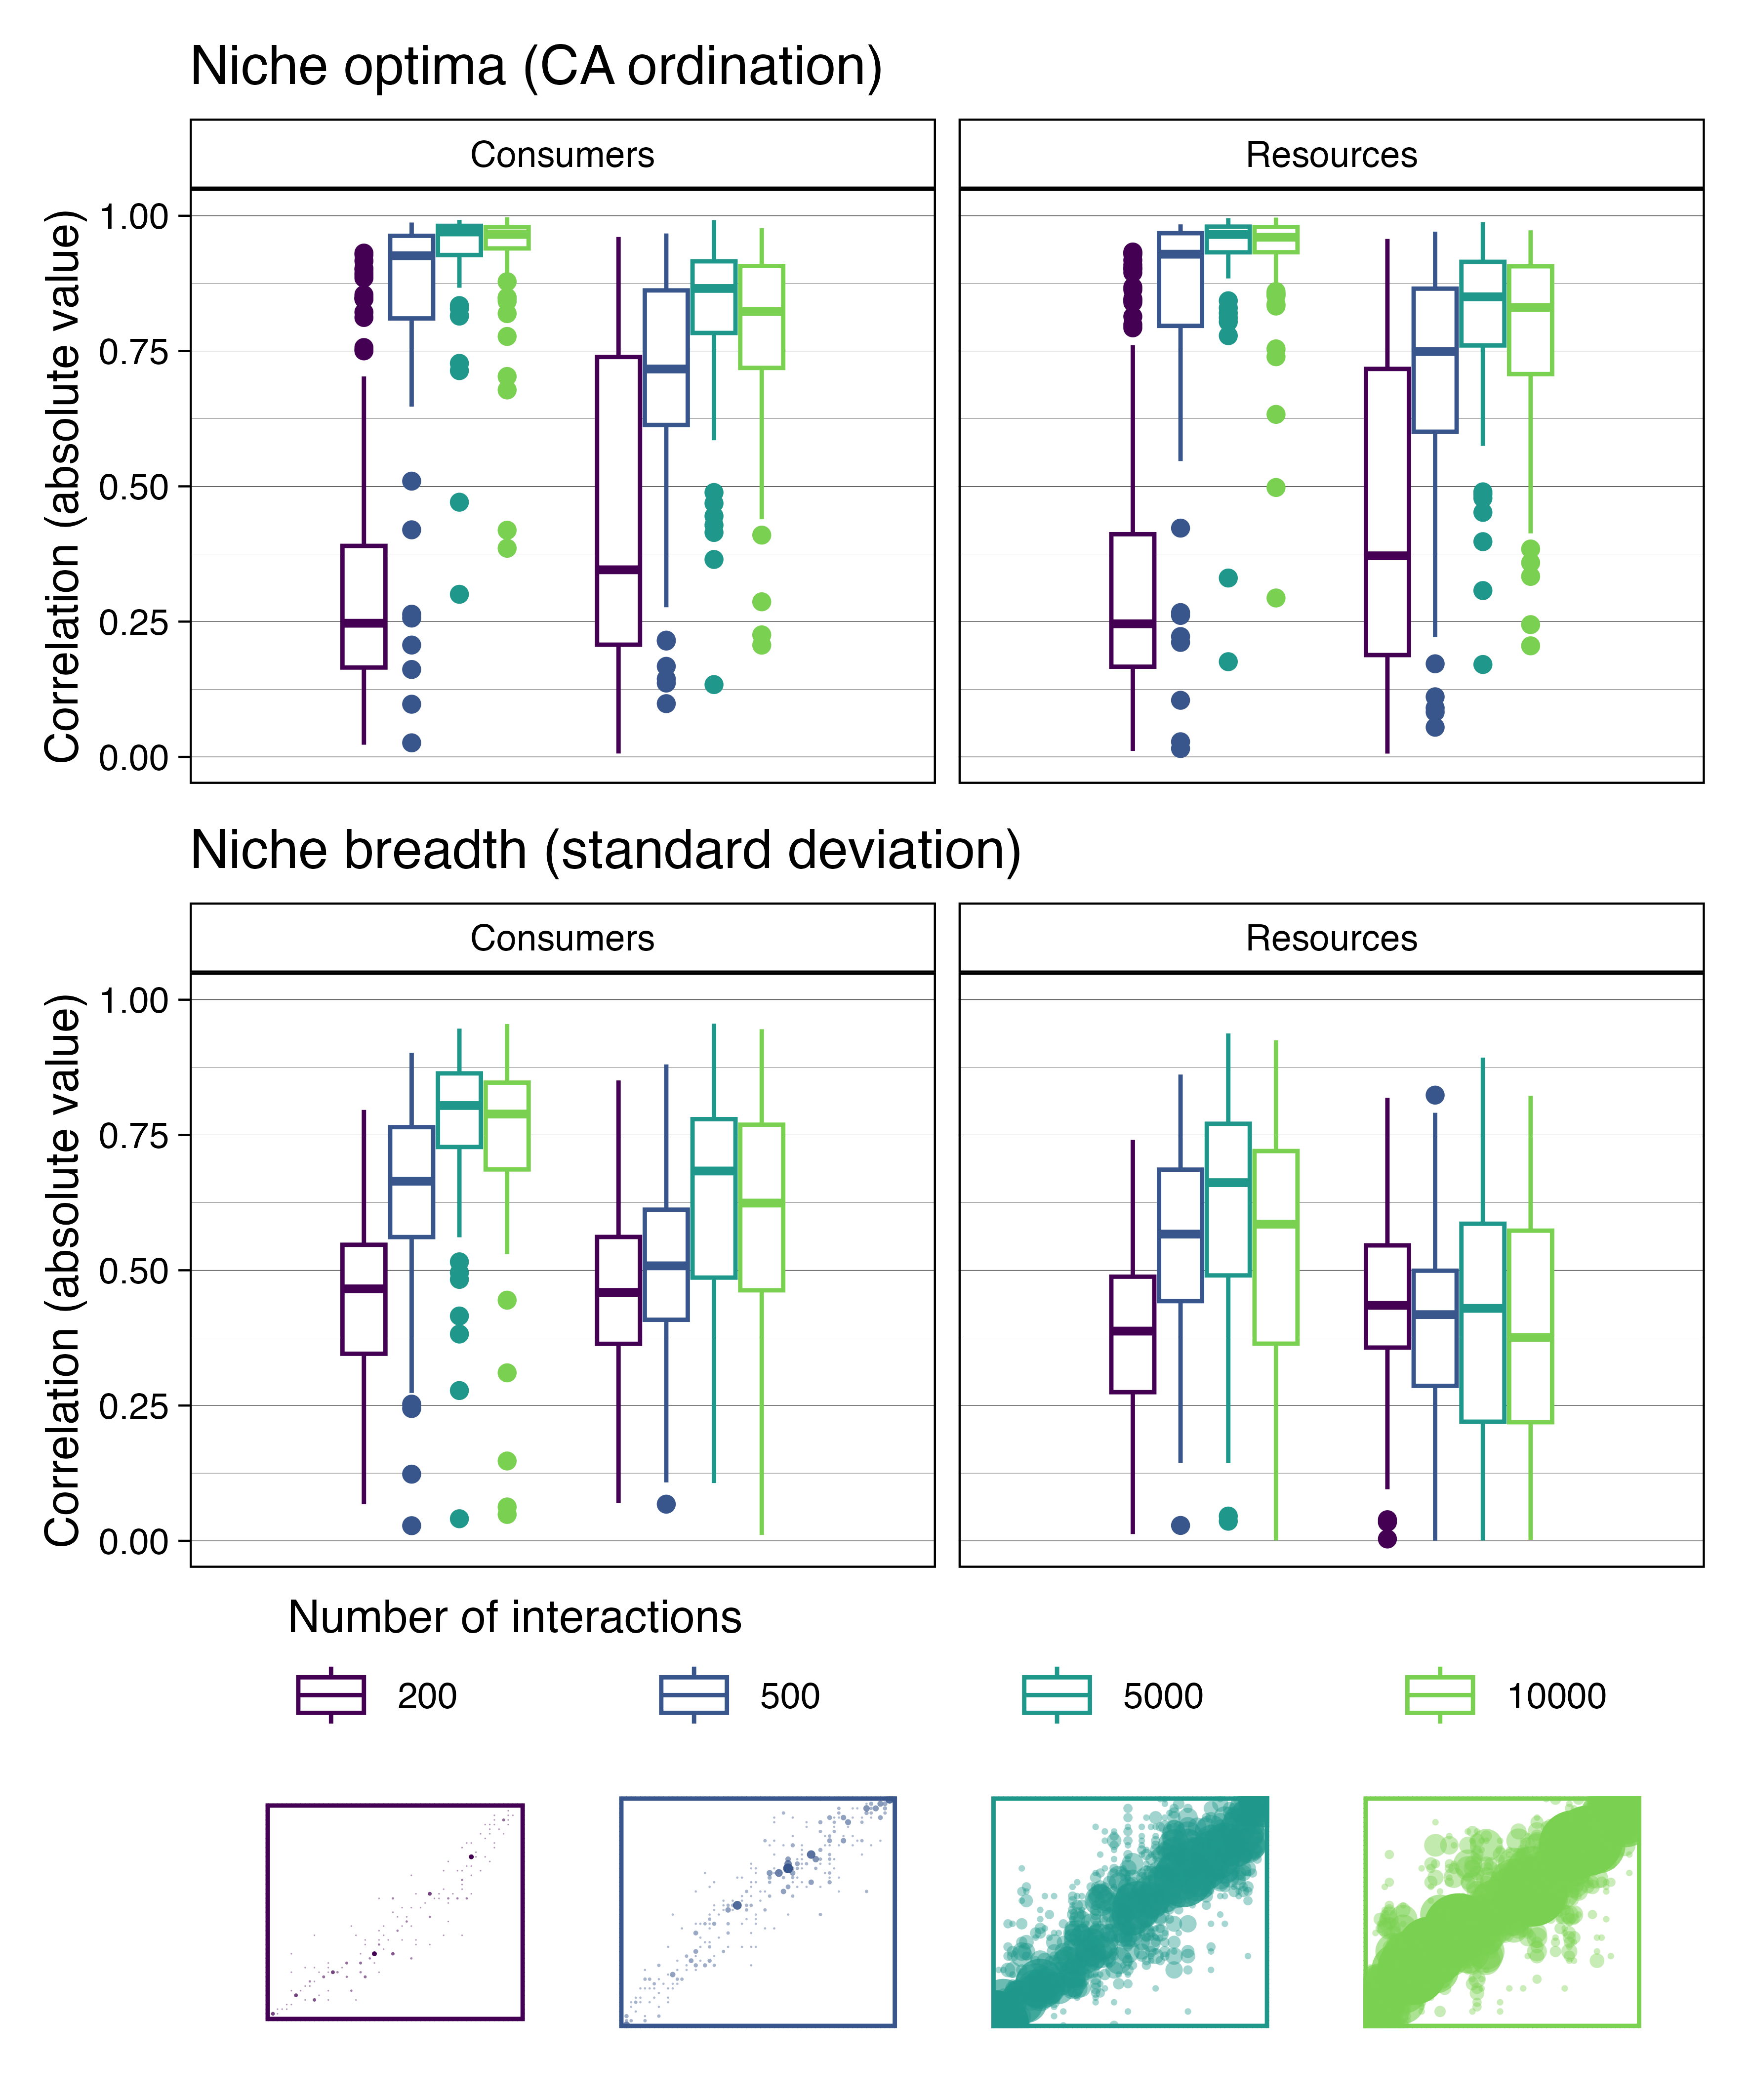 Niche optima (CA ordination)
Consumers
Resources
Correlation (absolute value)
1.00
0.75
0.50
0.25
0.00
Niche breadth (standard deviation)
Consumers
Resources
Correlation (absolute value)
1.00
0.75
0.50
0.25
0.00
Number of interactions
200
500
5000
10000